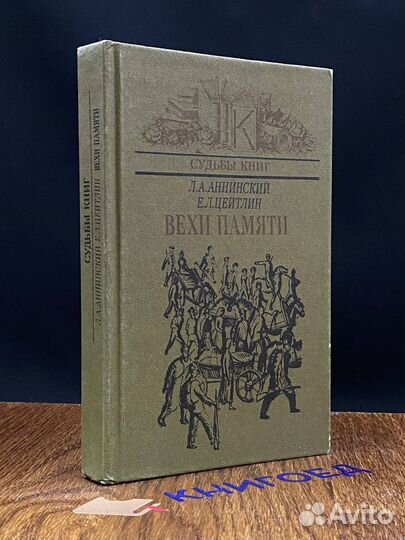 СУДЬБЫ КНИГ
Л.А.АННИНСКИЙ Е.Л.ЦЕЙТЛИН ВЕХИ ПАМЯТИ
К
СУДЬБЫ КНИГ
Л.А.АННИНСКИЙ
Е.Л.ЦЕЙТЛИН
ВЕХИ ПАМЯТИ
КНИГОЕД
Avito